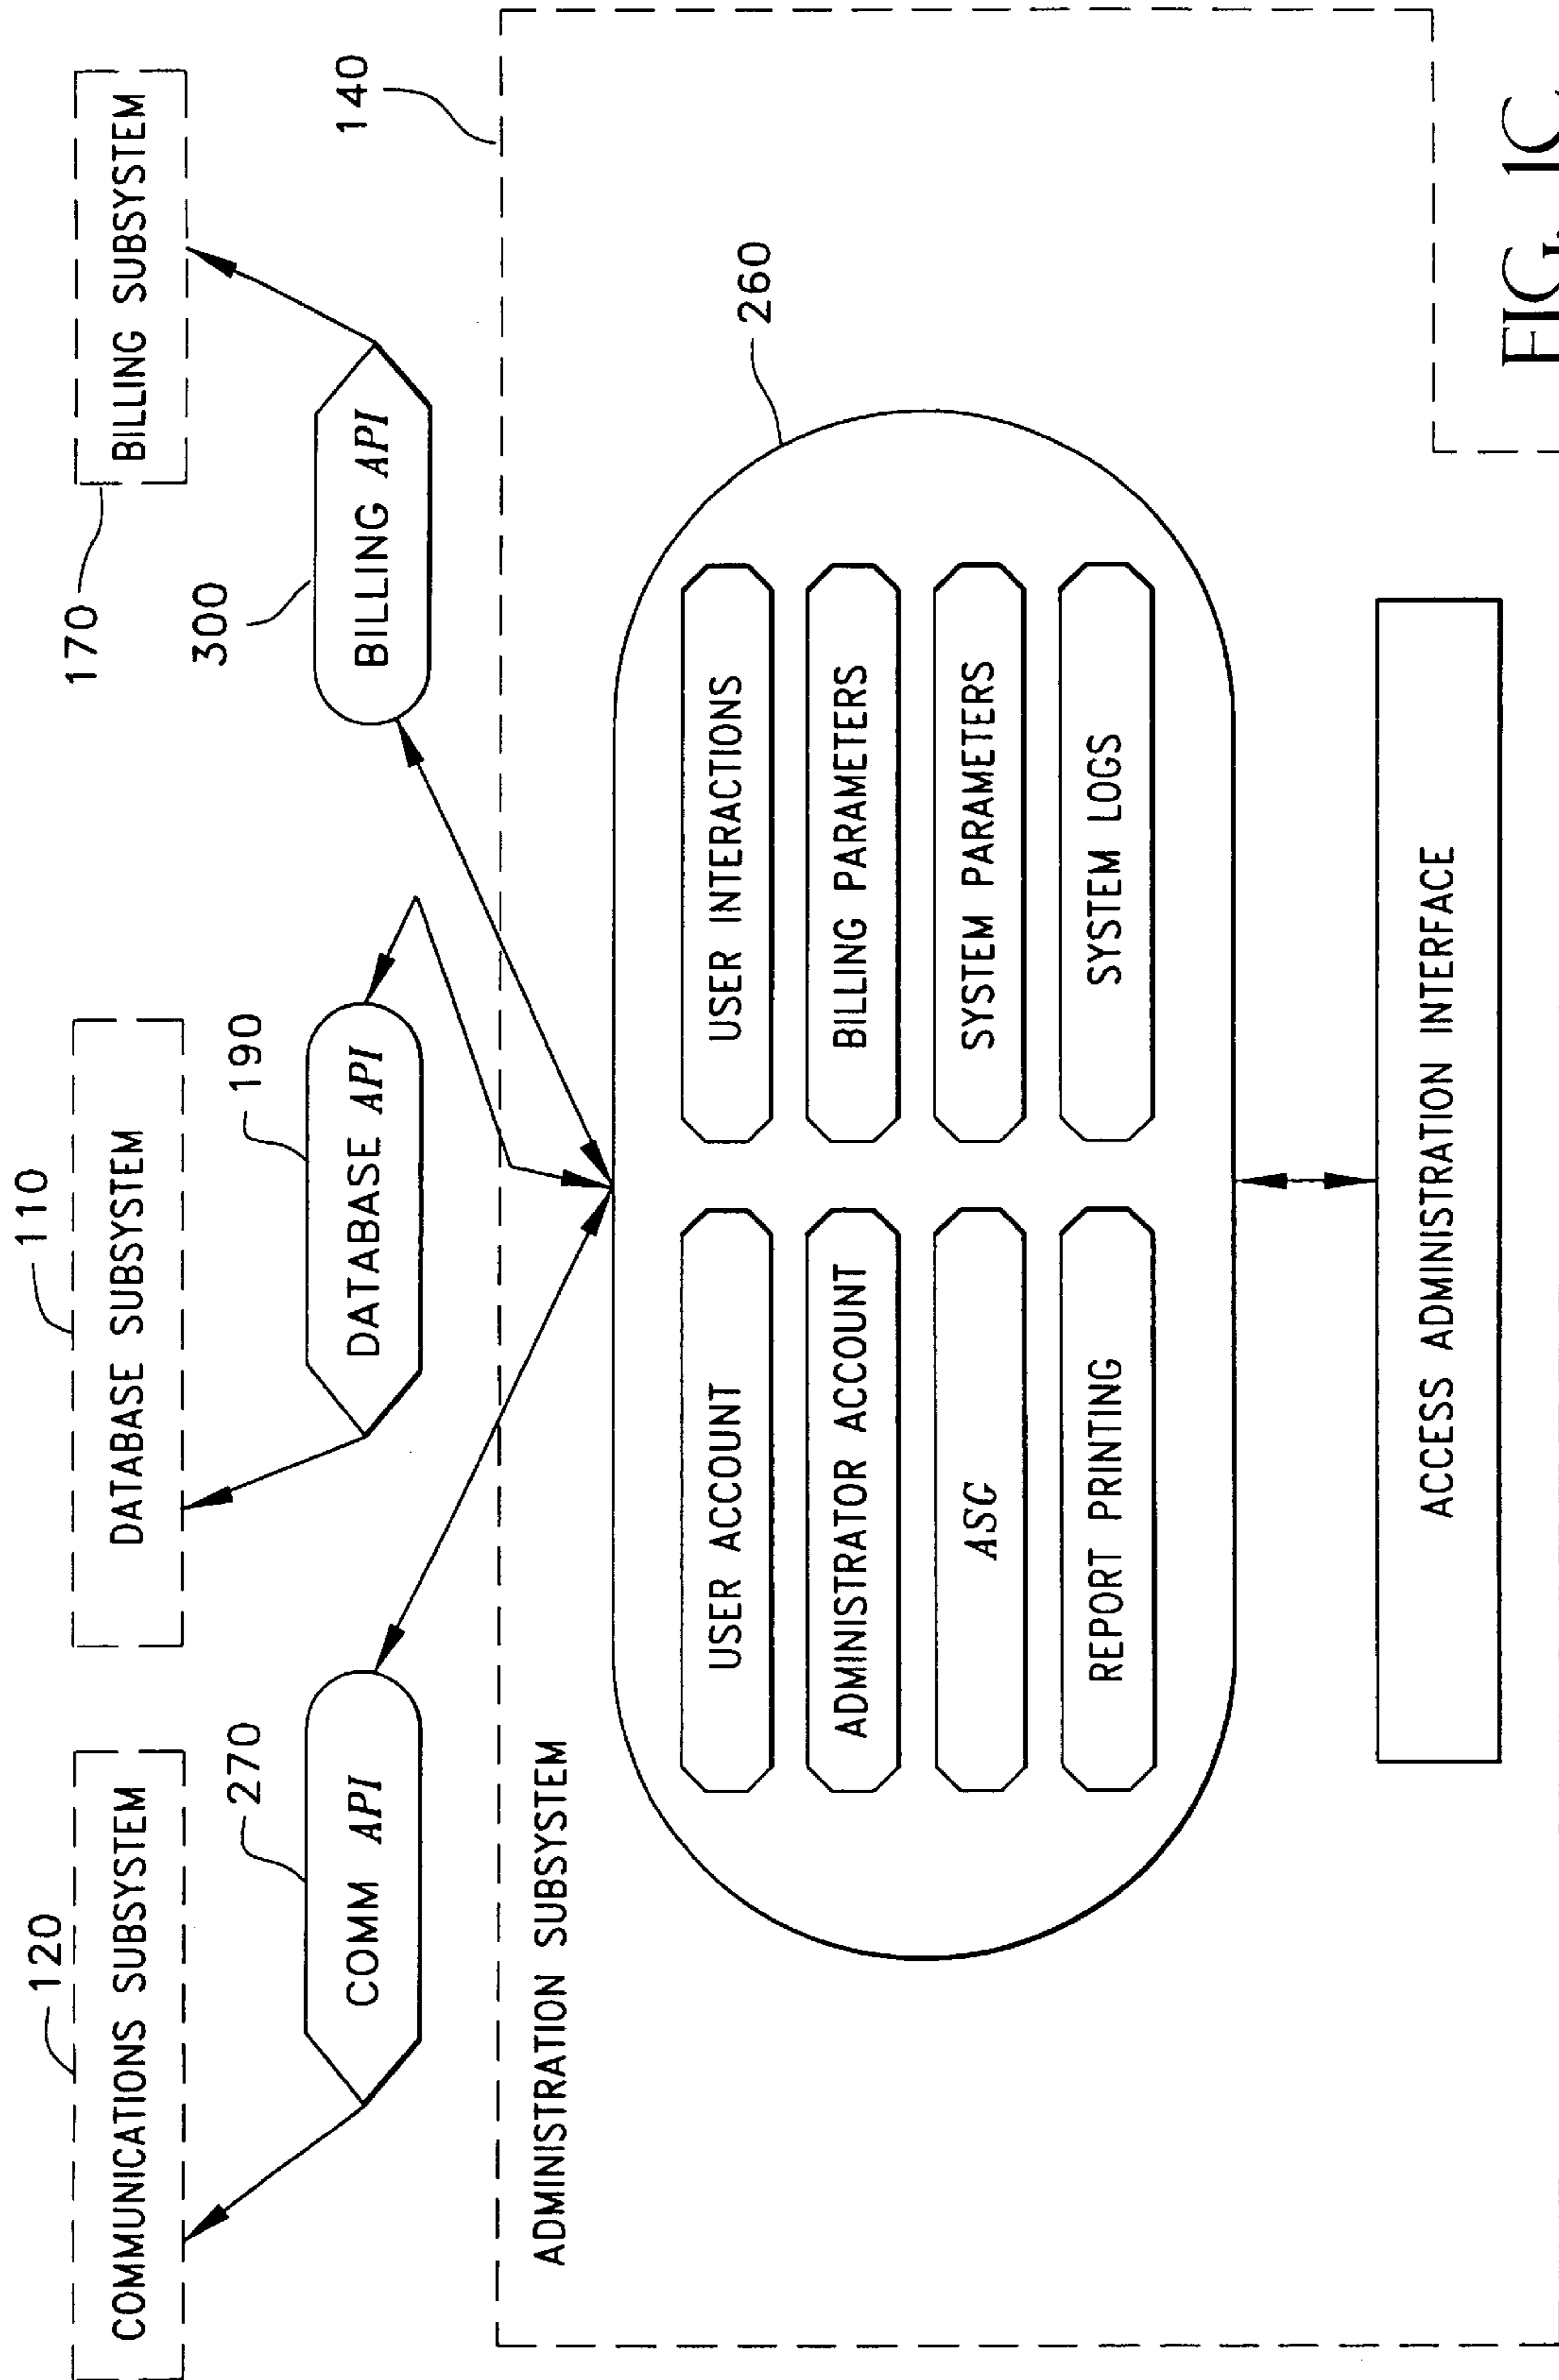 120
COMMUNICATIONS SUBSYSTEM
110
DATABASE SUBSYSTEM
170
BILLING SUBSYSTEM
270
COMM API
190
DATABASE API
300
BILLING API
140
ADMINISTRATION SUBSYSTEM
260
USER ACCOUNT
USER INTERACTIONS
ADMINISTRATOR ACCOUNT
BILLING PARAMETERS
ASG
SYSTEM PARAMETERS
REPORT PRINTING
SYSTEM LOGS
ACCESS ADMINISTRATION INTERFACE
FIG. 1C